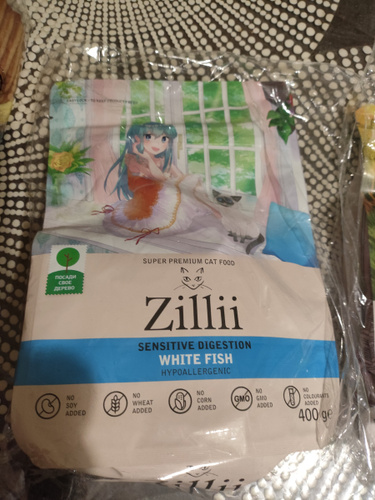 SUPER PREMIUM CAT FOOD
Zillii
ПОСАДИ
СВОЕ
ДЕРЕВО
SENSITIVE DIGESTION
WHITE FISH
HYPOALLERGENIC
NO
SOY
ADDED
NO
WHEAT
ADDED
NO
CORN
ADDED
GMO
NO
GMO
ADDED
NO
COLOURANTS
ADDED
400g e
Zillii